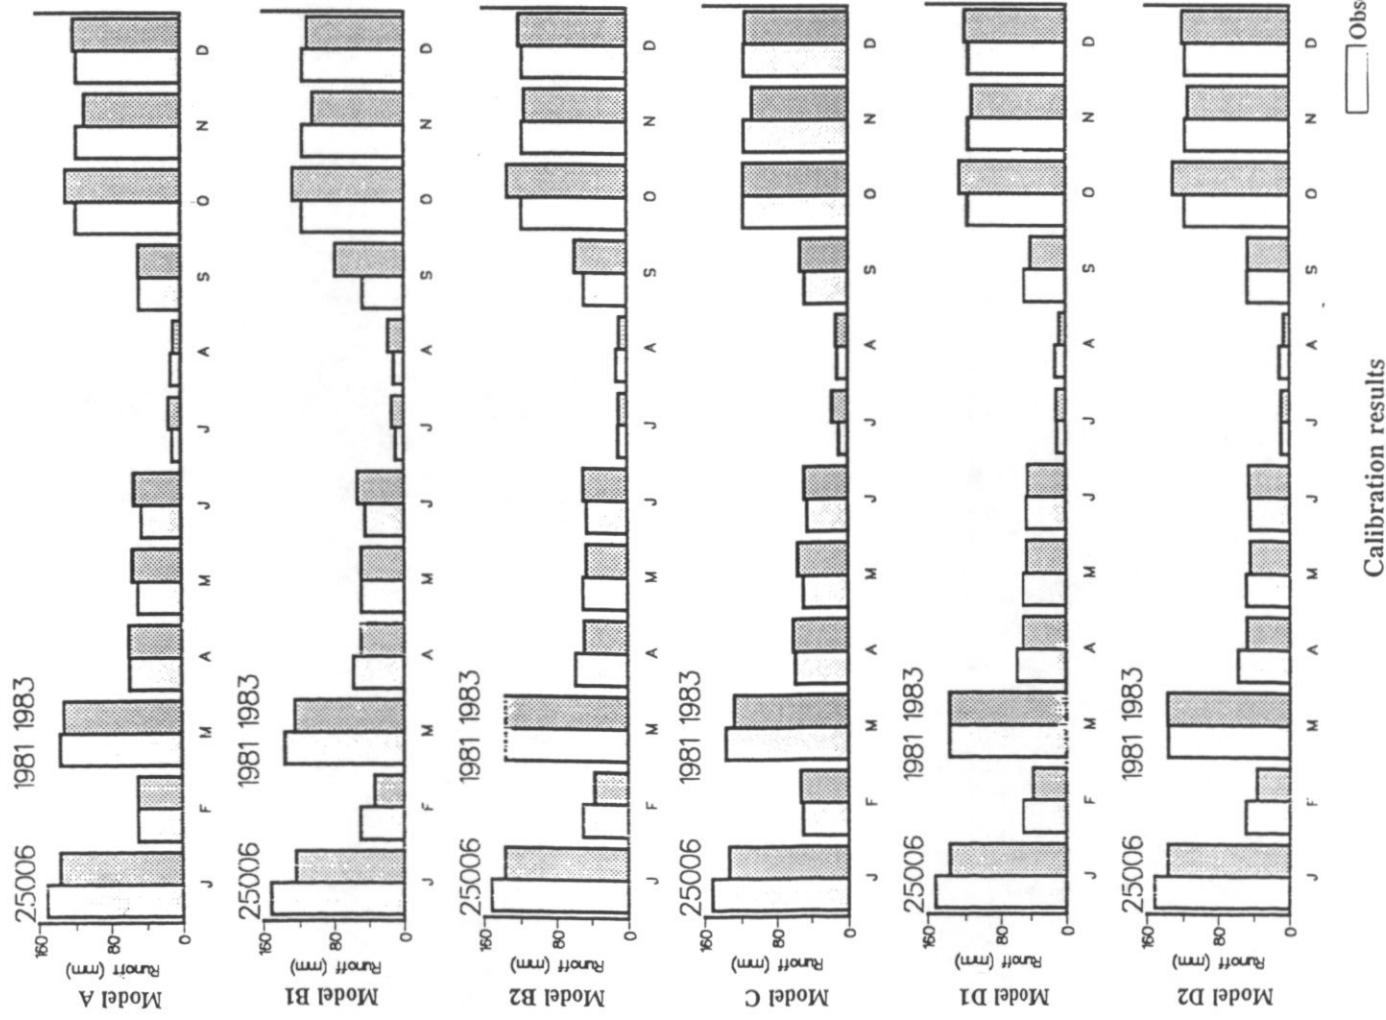 Model A
Runoff (mm)
25006 1981 1983
160
80
0
J F M A M J J A S O N D
Model B1
Runoff (mm)
25006 1981 1983
160
80
0
J F M A M J J A S O N D
Model B2
Runoff (mm)
25006 1981 1983
160
80
0
J F M A M J J A S O N D
Model C
Runoff (mm)
25006 1981 1983
160
80
0
J F M A M J J A S O N D
Model D1
Runoff (mm)
25006 1981 1983
160
80
0
J F M A M J J A S O N D
Model D2
Runoff (mm)
25006 1981 1983
160
80
0
J F M A M J J A S O N D
Calibration results